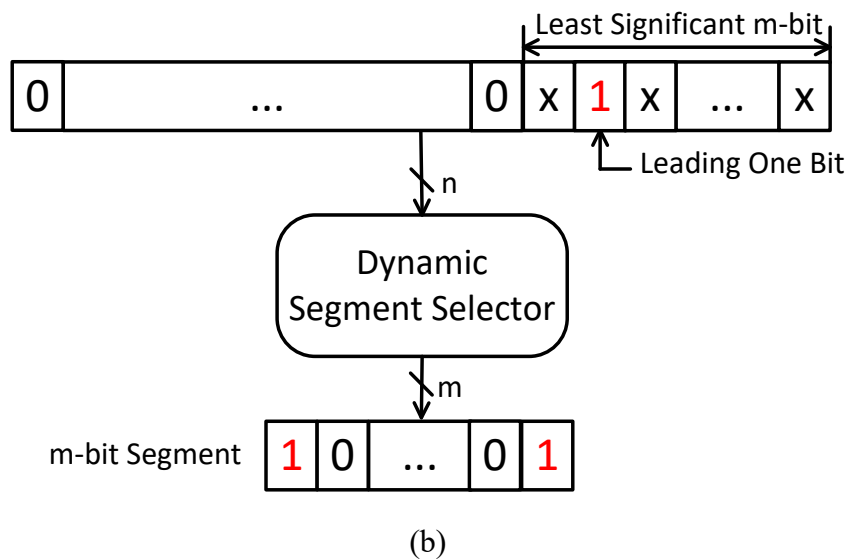 Least Significant m-bit
0 ... 0 x 1 x ... x
Leading One Bit
n
Dynamic
Segment Selector
m
m-bit Segment 1 0 ... 0 1
(b)